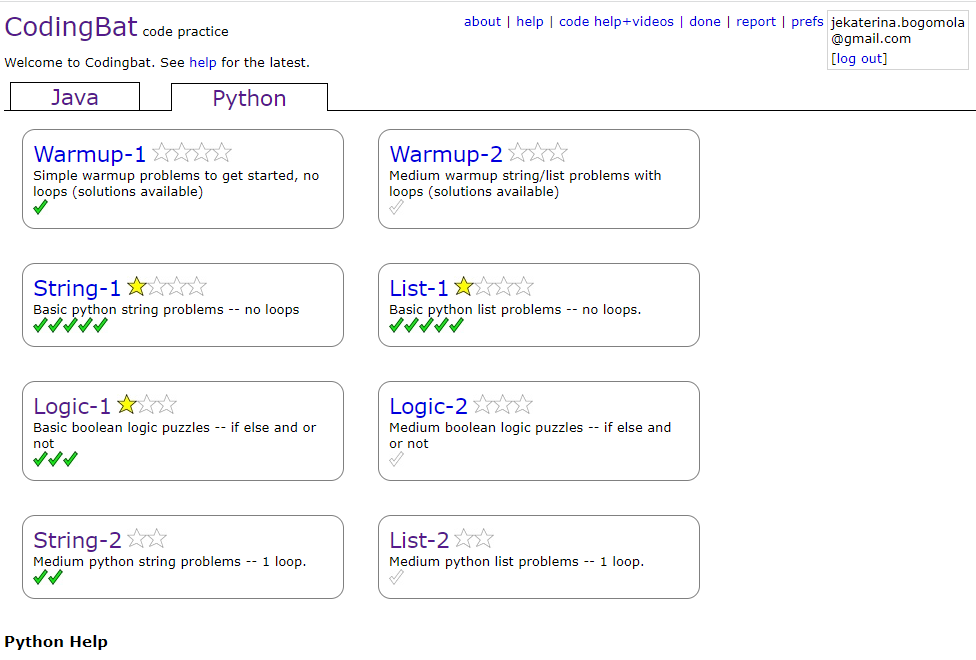 CodingBat code practice
about | help | code help+videos | done | report | prefs
jekaterina.bogomola
@gmail.com
[log out]
Welcome to Codingbat. See help for the latest.
Java
Python
Warmup-1
Simple warmup problems to get started, no
loops (solutions available)
Warmup-2
Medium warmup string/list problems with
loops (solutions available)
String-1
Basic python string problems -- no loops
List-1
Basic python list problems -- no loops.
Logic-1
Basic boolean logic puzzles -- if else and or
not
Logic-2
Medium boolean logic puzzles -- if else and
or not
String-2
Medium python string problems -- 1 loop.
List-2
Medium python list problems -- 1 loop.
Python Help